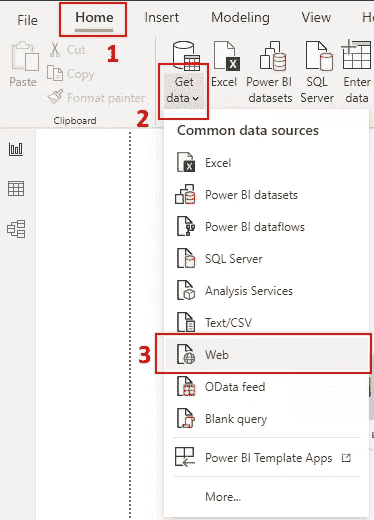 File
Home
Insert
Modeling
View
1
Paste
Cut
Copy
Format painter
Clipboard
2
Get
data
Excel
Power BI
datasets
SQL
Server
Enter
data
Common data sources
Excel
Power BI datasets
Power BI dataflows
SQL Server
Analysis Services
Text/CSV
3
Web
OData feed
Blank query
Power BI Template Apps
More...